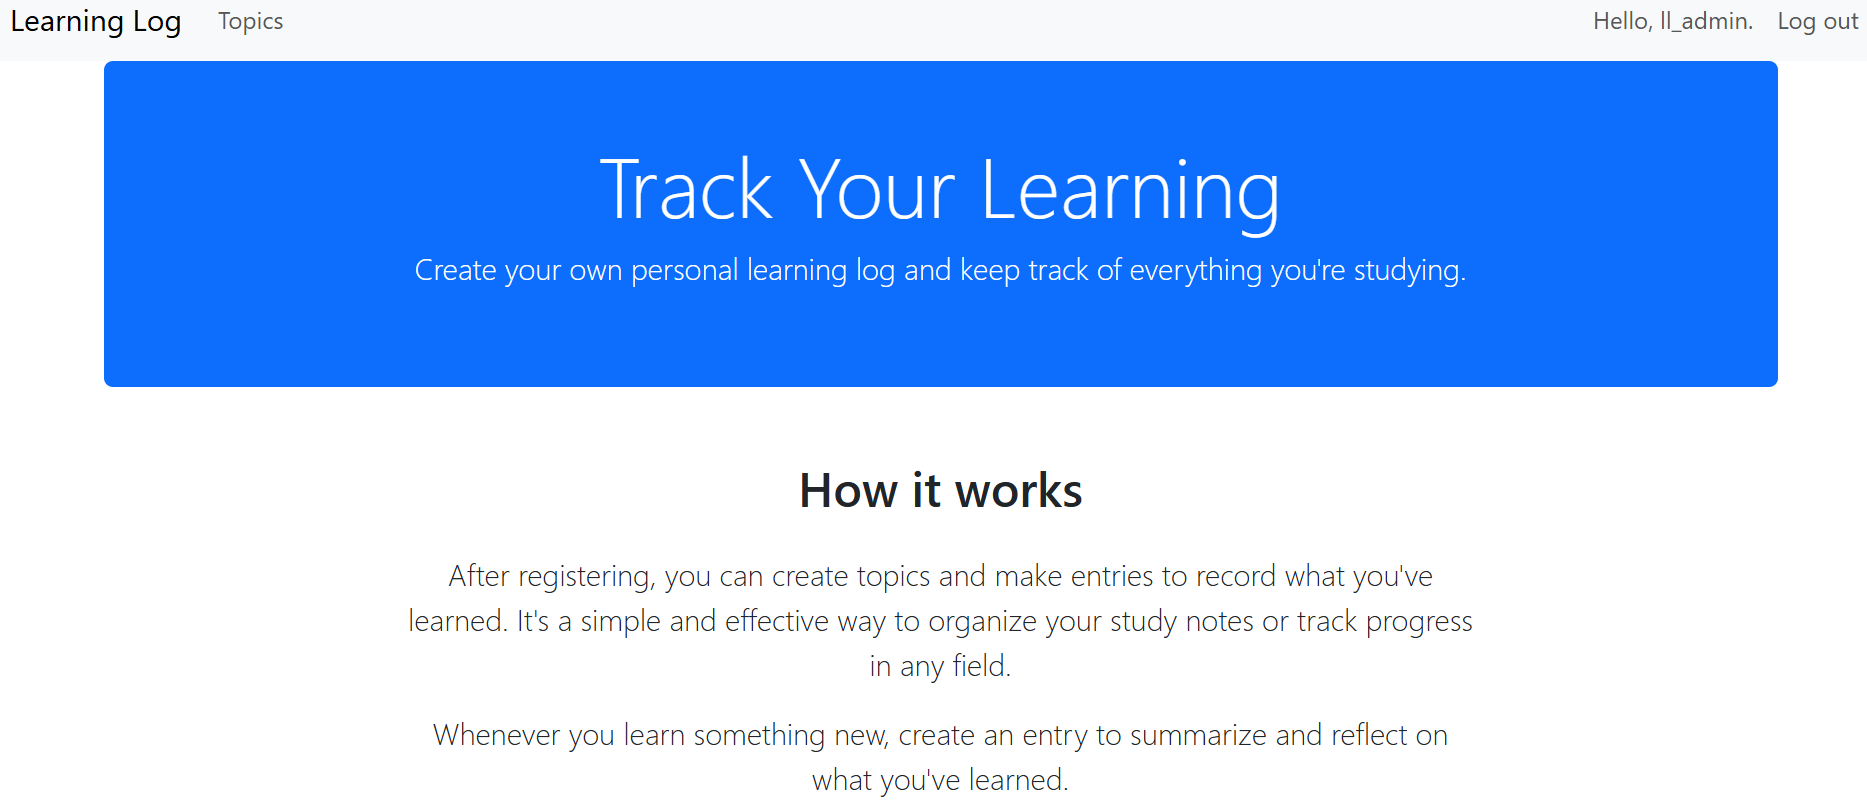 Learning Log Topics Hello, ll_admin. Log out
Track Your Learning
Create your own personal learning log and keep track of everything you're studying.
How it works
After registering, you can create topics and make entries to record what you've
learned. It's a simple and effective way to organize your study notes or track progress
in any field.
Whenever you learn something new, create an entry to summarize and reflect on
what you've learned.